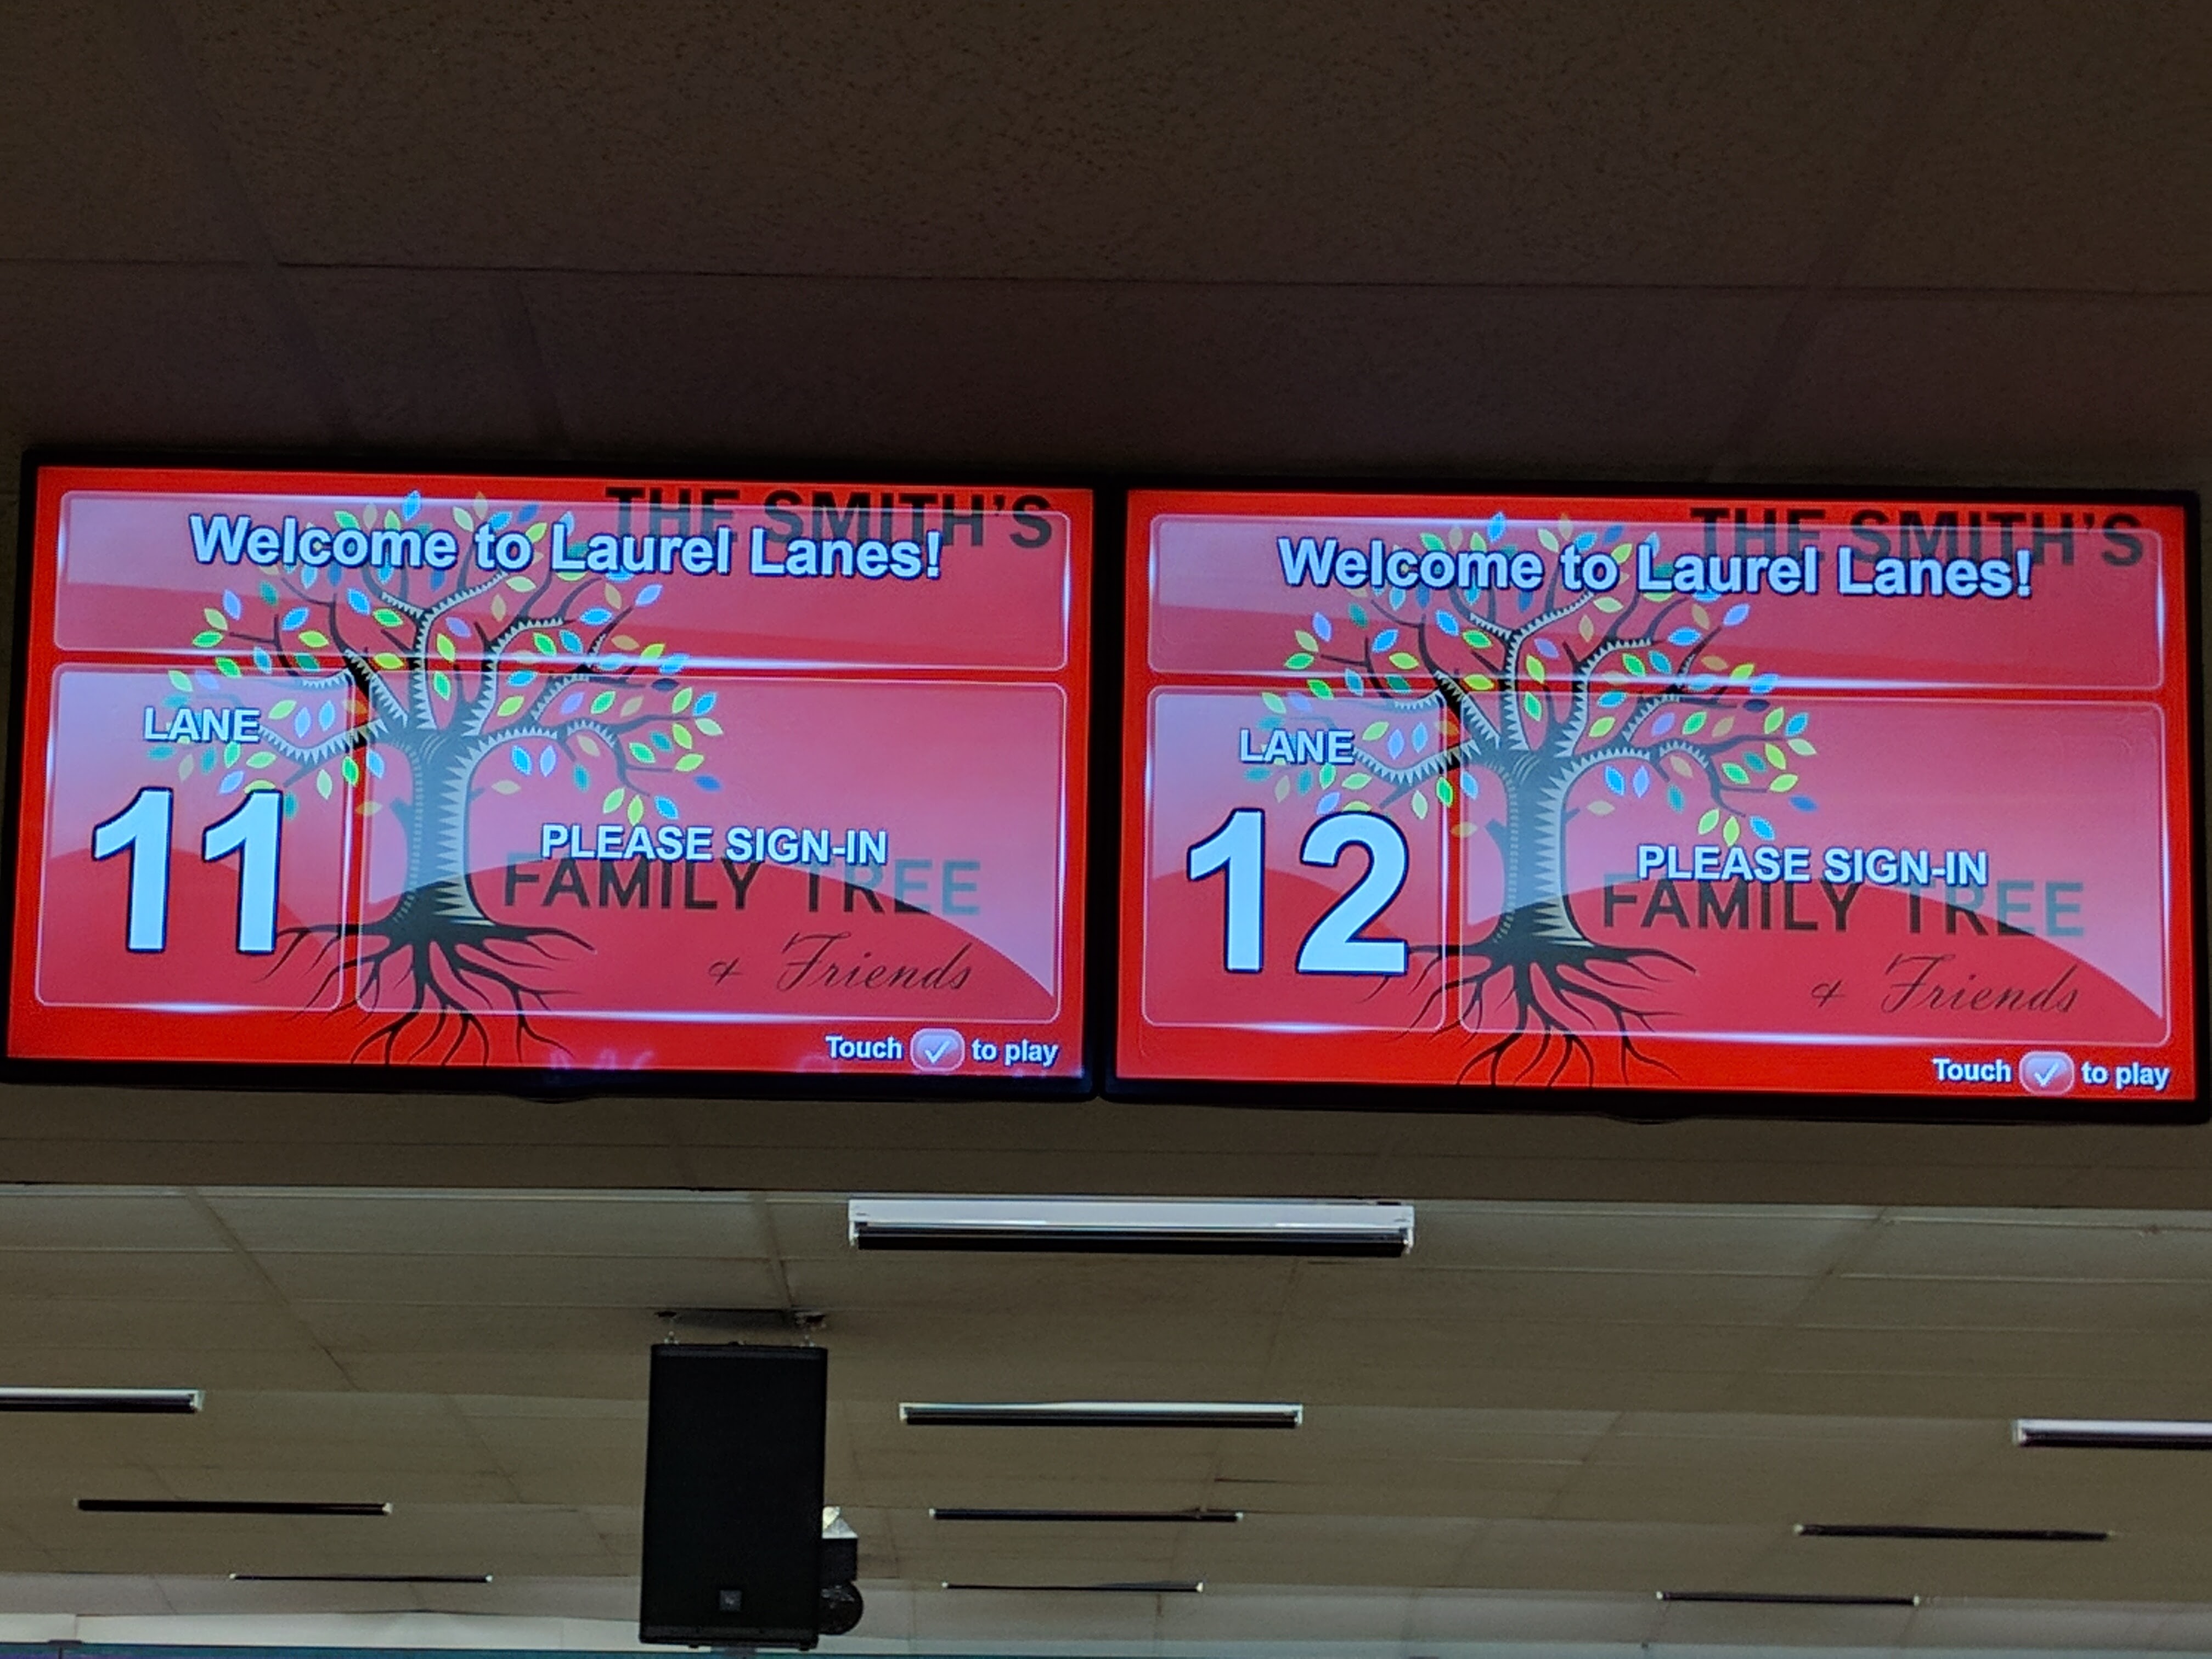 THE SMITH'S
Welcome to Laurel Lanes!
LANE
11
PLEASE SIGN-IN
FAMILY TREE
& Friends
Touch ✓ to play
THE SMITH'S
Welcome to Laurel Lanes!
LANE
12
PLEASE SIGN-IN
FAMILY TREE
& Friends
Touch ✓ to play